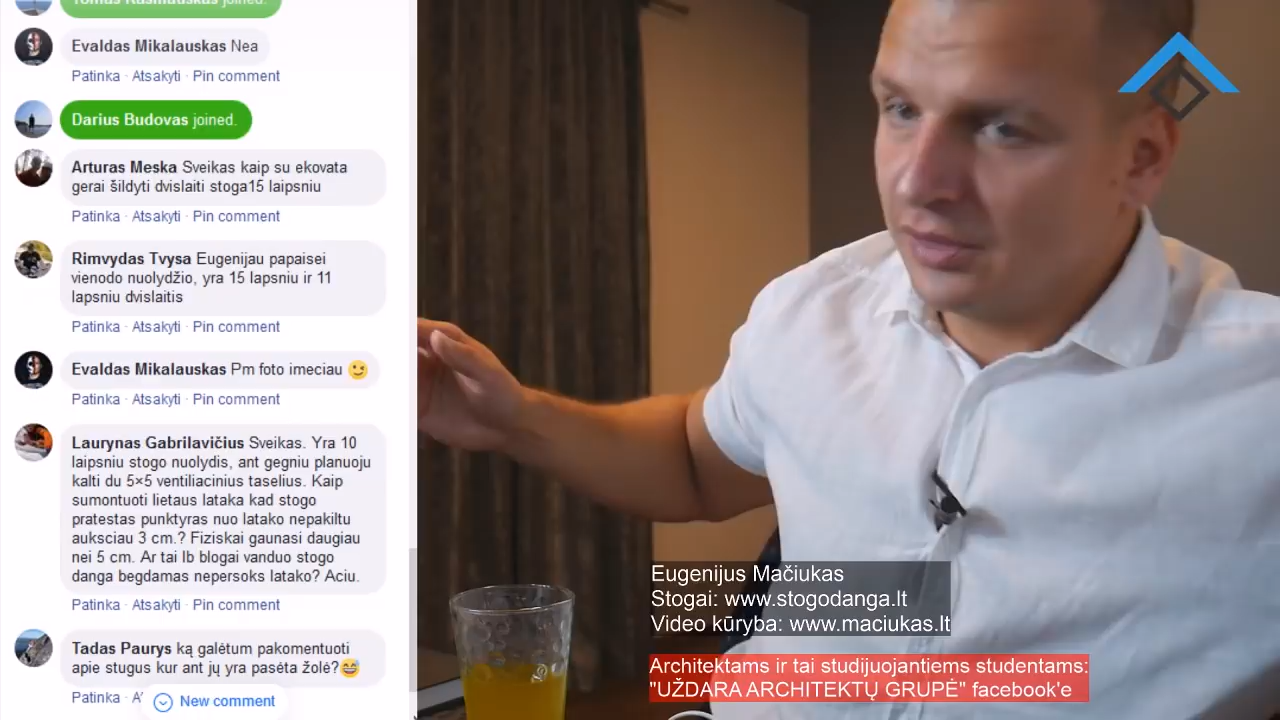 Tomas Rasmauskas joined.
Evaldas Mikalauskas Nea
Patinka · Atsakyti · Pin comment
Darius Budovas joined.
Arturas Meska Sveikas kaip su ekovata
gerai šildyti dvislaiti stoga15 laipsniu
Patinka · Atsakyti · Pin comment
Rimvydas Tvysa Eugenijau papaisei
vienodo nuolydžio, yra 15 lapsniu ir 11
lapsniu dvislaitis
Patinka · Atsakyti · Pin comment
Evaldas Mikalauskas Pm foto imeciau 😉
Patinka · Atsakyti · Pin comment
Laurynas Gabrilavičius Sveikas. Yra 10
laipsniu stogo nuolydis, ant gegniu planuoju
kalti du 5×5 ventiliacinius taselius. Kaip
sumontuoti lietaus lataka kad stogo
pratestas punktyras nuo latako nepakiltu
auksciau 3 cm.? Fiziskai gaunasi daugiau
nei 5 cm. Ar tai lb blogai vanduo stogo
danga begdamas nepersoks latako? Aciu.
Patinka · Atsakyti · Pin comment
Tadas Paurys ką galėtum pakomentuoti
apie stugus kur ant jų yra pasėta žolė?😅
Patinka · A
New comment
Eugenijus Mačiukas
Stogai: www.stogodanga.lt
Video kūryba: www.maciukas.lt
Architektams ir tai studijuojantiems studentams:
"UŽDARA ARCHITEKTŲ GRUPĖ" facebook'e